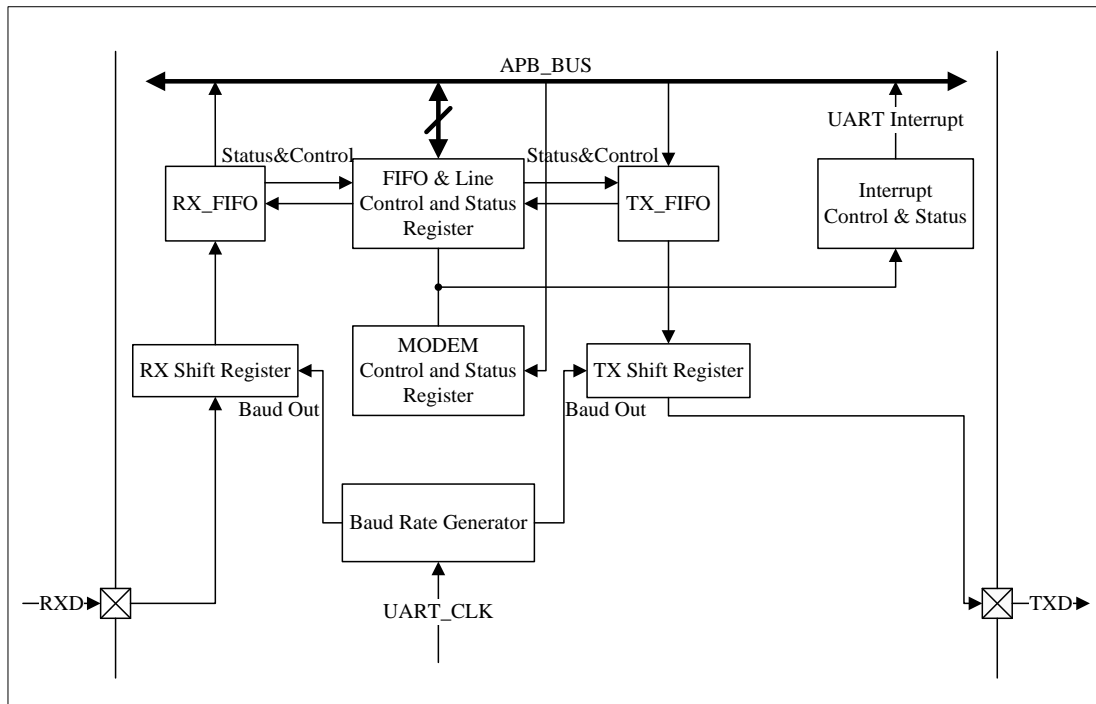 APB_BUS
UART Interrupt
Status&Control
Status&Control
RX_FIFO
FIFO & Line
Control and Status
Register
TX_FIFO
Interrupt
Control & Status
RX Shift Register
MODEM
Control and Status
Register
TX Shift Register
Baud Out
Baud Out
Baud Rate Generator
RXD
UART_CLK
TXD